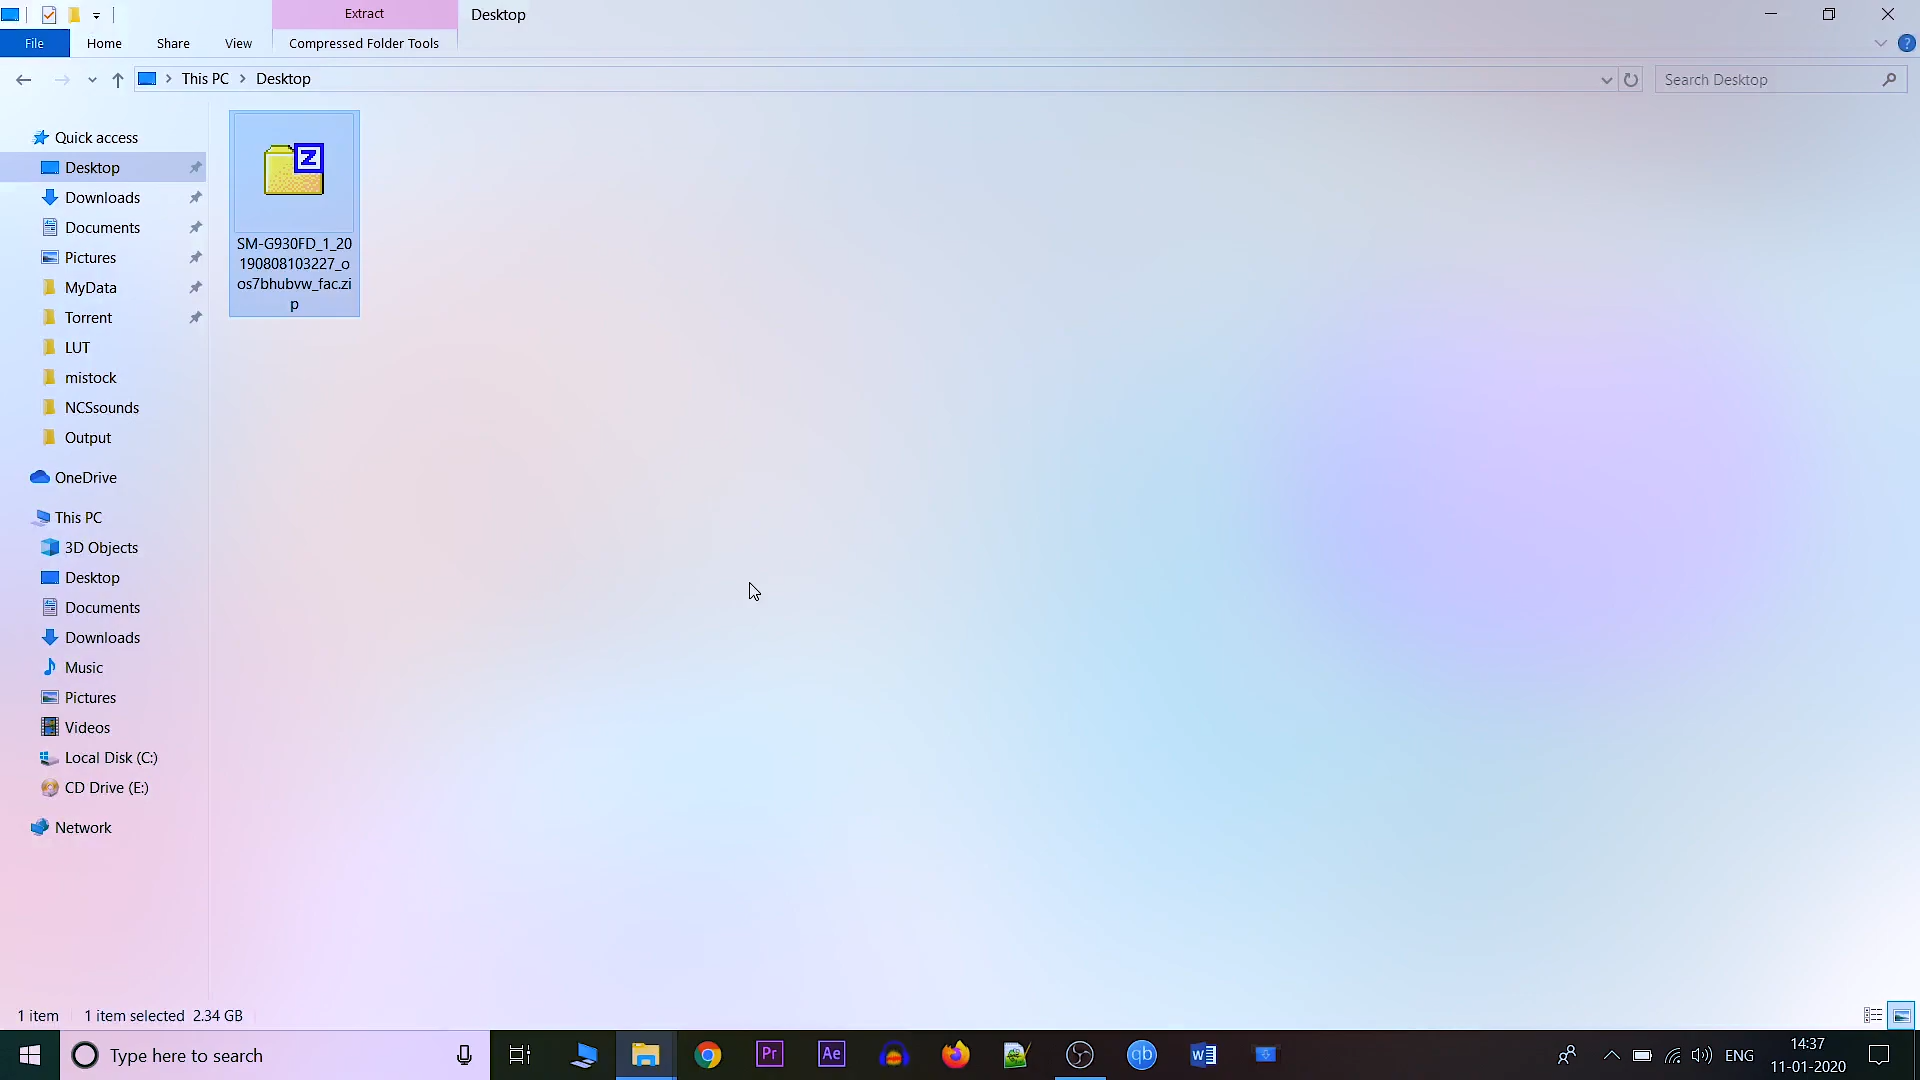 Extract
Desktop
File
Home
Share
View
Compressed Folder Tools
This PC
Desktop
Search Desktop
Quick access
Desktop
Downloads
Documents
Pictures
MyData
Torrent
LUT
mistock
NCSsounds
Output
OneDrive
This PC
3D Objects
Desktop
Documents
Downloads
Music
Pictures
Videos
Local Disk (C:)
CD Drive (E:)
Network
Z
SM-G930FD_1_20
190808103227_o
os7bhubvw_fac.zi
p
1 item
1 item selected 2.34 GB
Type here to search
Pr
Ae
qb
W
ENG
14:37
11-01-2020